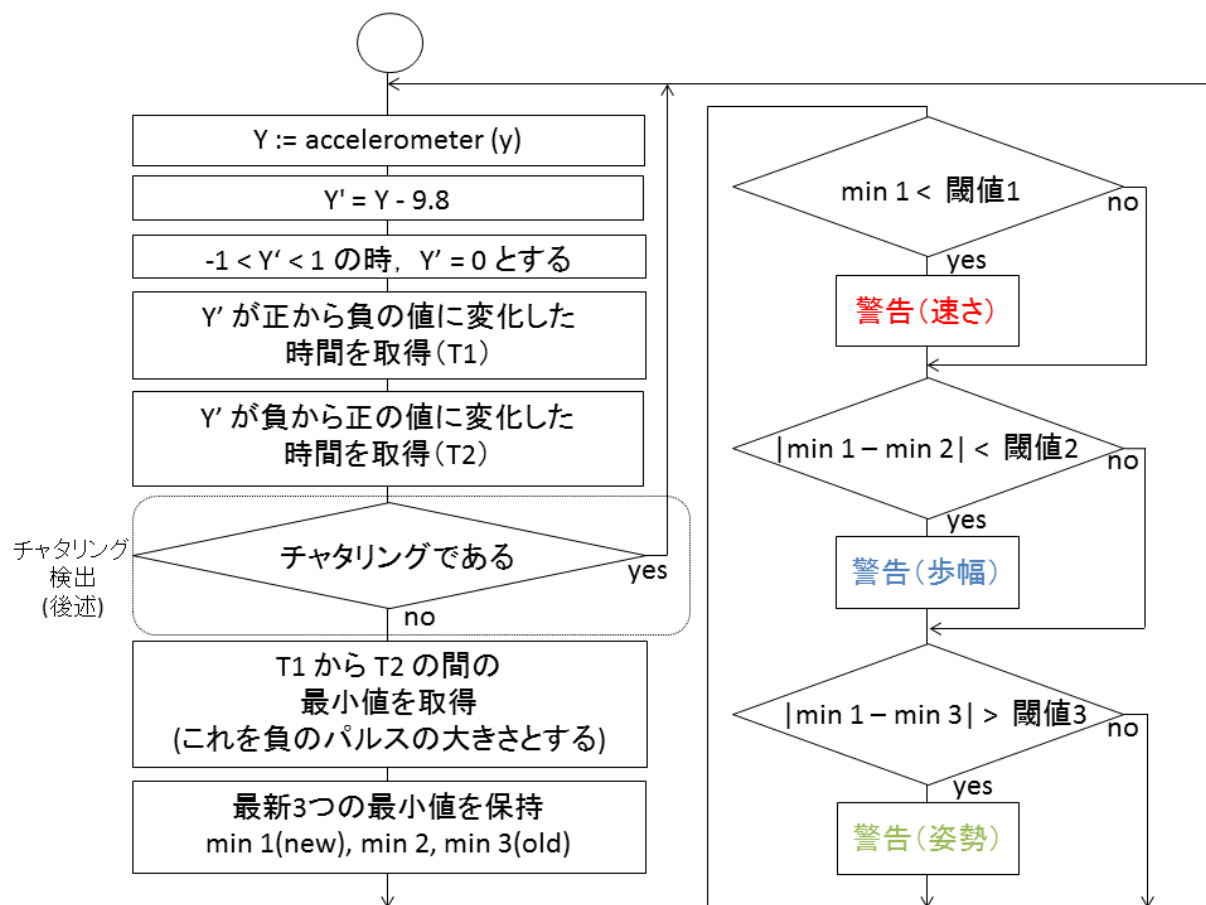 Y := accelerometer (y)
Y' = Y - 9.8
-1 < Y‘ < 1 の時， Y’ = 0 とする
Y’ が正から負の値に変化した
時間を取得（T1）
Y’ が負から正の値に変化した
時間を取得（T2）
チャタリング
検出
(後述)
チャタリングである
yes
no
T1 から T2 の間の
最小値を取得
(これを負のパルスの大きさとする)
最新3つの最小値を保持
min 1(new), min 2, min 3(old)
min 1 < 閾値1
no
yes
警告（速さ）
|min 1 – min 2| < 閾値2
no
yes
警告（歩幅）
|min 1 – min 3| > 閾値3
no
yes
警告（姿勢）